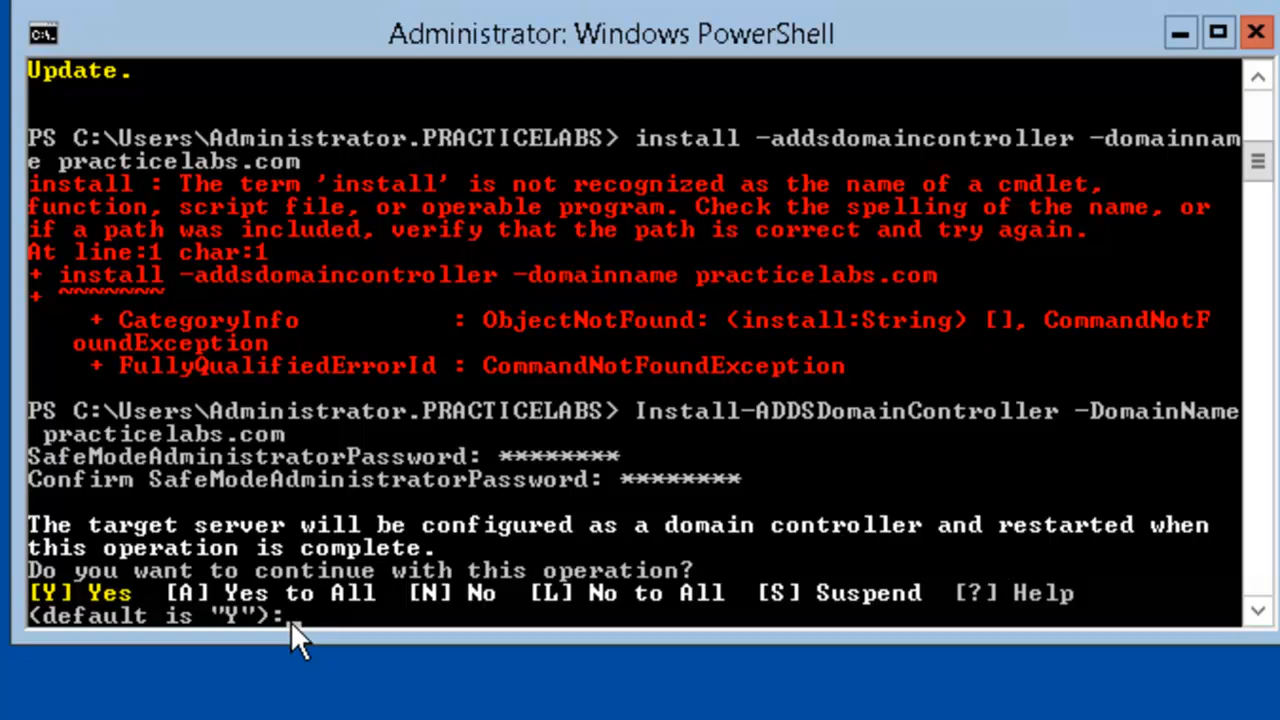 Administrator: Windows PowerShell
Update.
PS C:\Users\Administrator.PRACTICELABS> install -addsdomaincontroller -domainnam
e practicelabs.com
install : The term 'install' is not recognized as the name of a cmdlet,
function, script file, or operable program. Check the spelling of the name, or
if a path was included, verify that the path is correct and try again.
At line:1 char:1
+ install -addsdomaincontroller -domainname practicelabs.com
+ ~~~~~~~
    + CategoryInfo          : ObjectNotFound: (install:String) [], CommandNotF
   oundException
    + FullyQualifiedErrorId : CommandNotFoundException
PS C:\Users\Administrator.PRACTICELABS> Install-ADDSDomainController -DomainName
 practicelabs.com
SafeModeAdministratorPassword: ********
Confirm SafeModeAdministratorPassword: ********
The target server will be configured as a domain controller and restarted when
this operation is complete.
Do you want to continue with this operation?
[Y] Yes  [A] Yes to All  [N] No  [L] No to All  [S] Suspend  [?] Help
(default is "Y"):